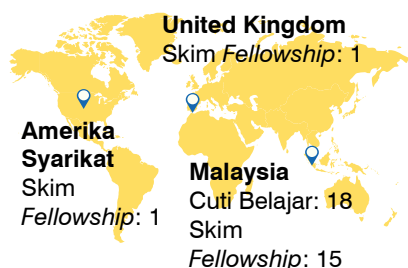 United Kingdom
Skim Fellowship: 1
Amerika
Syarikat
Skim
Fellowship: 1
Malaysia
Cuti Belajar: 18
Skim
Fellowship: 15